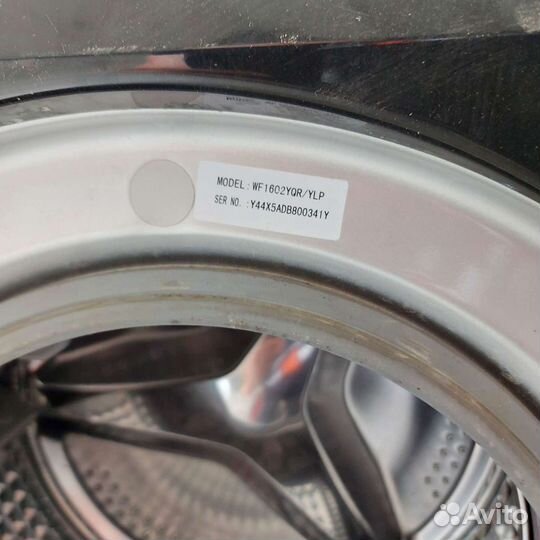 MODEL:WF1602YQR/YLP
SER NO. :Y44X5ADB800341Y
Avito